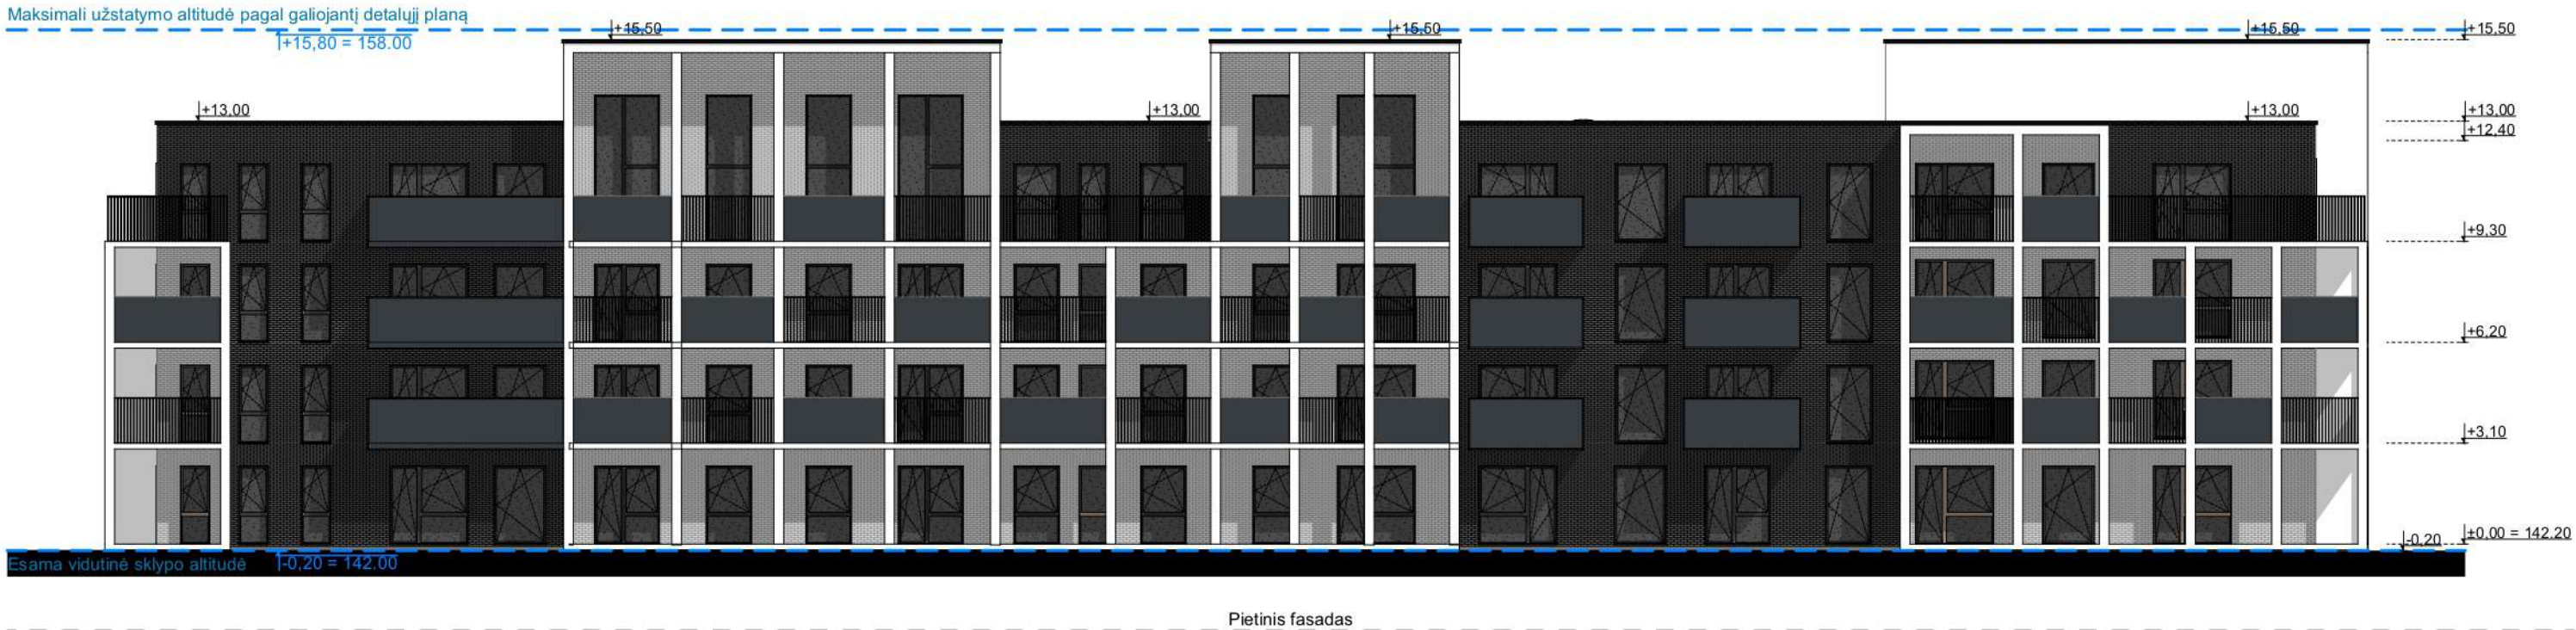 Maksimali užstatymo altitudė pagal galiojantį detalųjį planą
+15,80 = 158.00
+15,50
+15,50
+15,50
+15,50
+13,00
+13,00
+13,00
+13,00
+12,40
+9,30
+6,20
+3,10
Esama vidutinė sklypo altitudė
-0,20 = 142.00
-0,20
±0,00 = 142.20
Pietinis fasadas